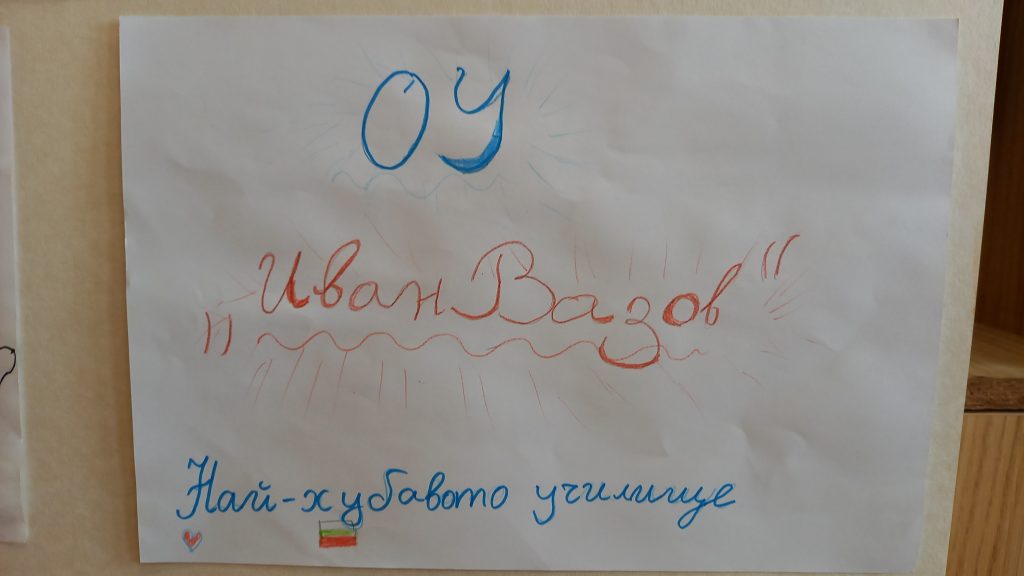 ОУ
„Иван Вазов“
Най-хубавото училище